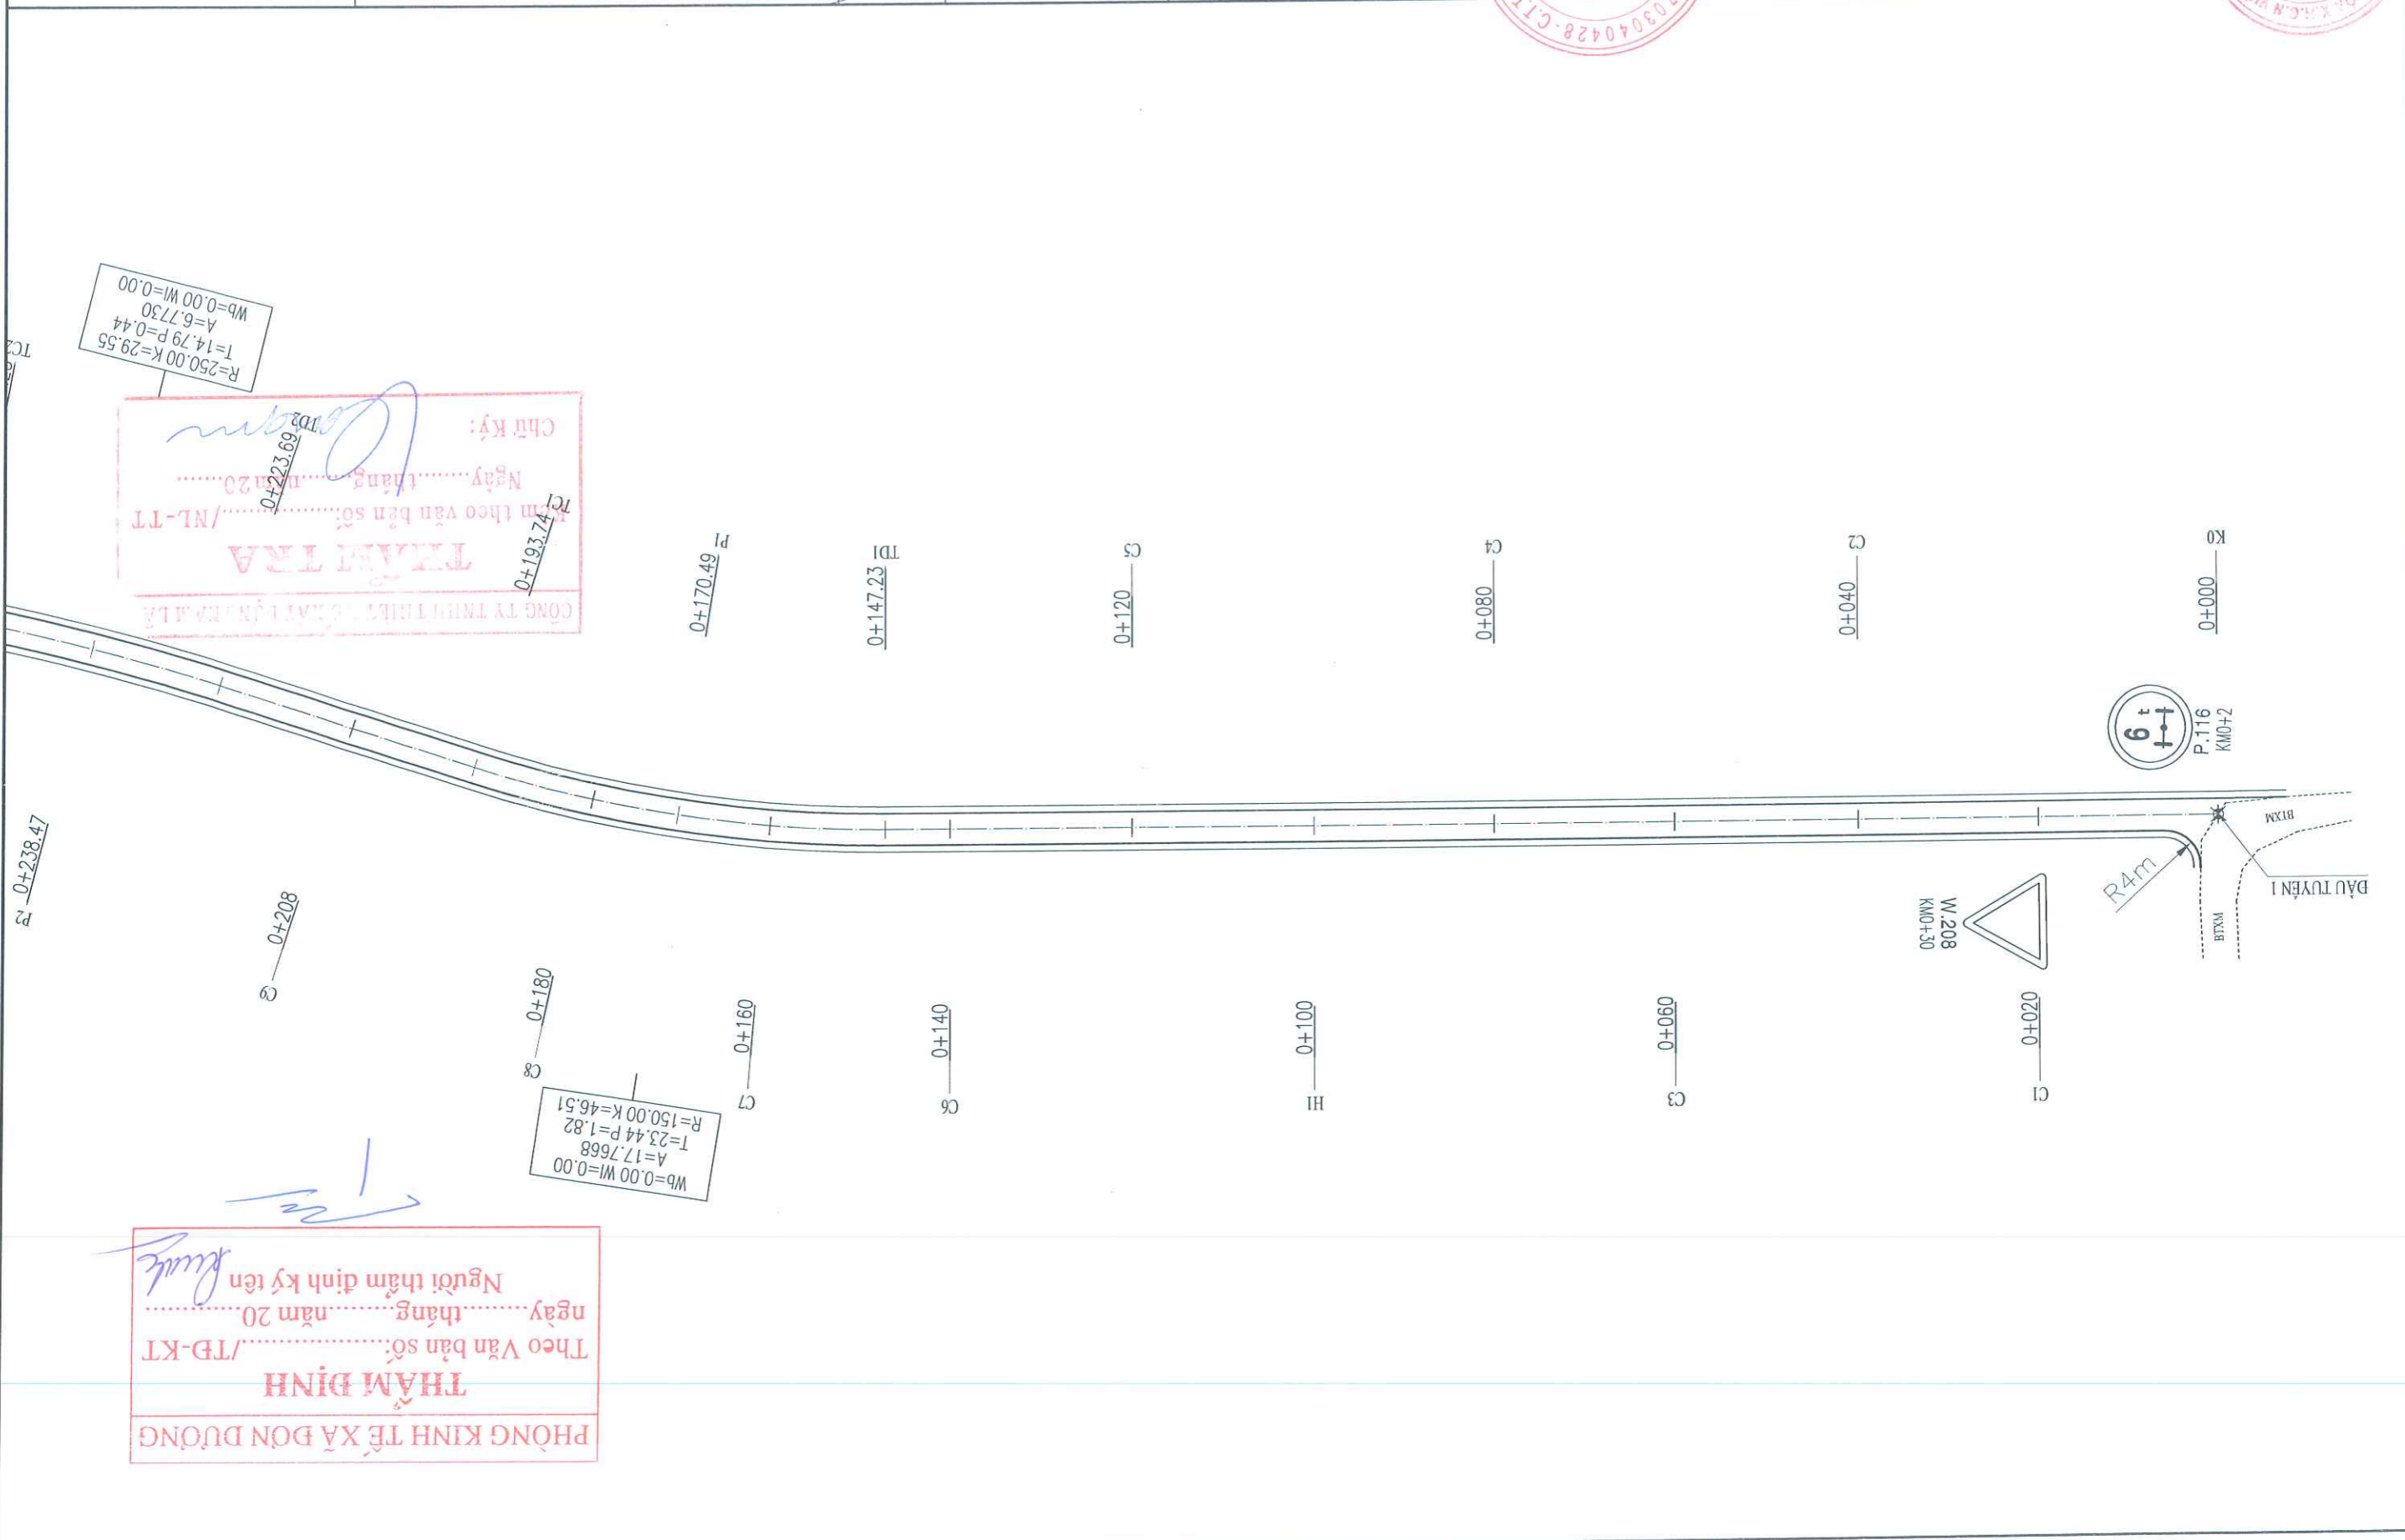 PHÒNG KINH TẾ XÃ ĐƠN DƯƠNG
THẨM ĐỊNH
Theo Văn bản số:.................../TĐ-KT
ngày.........tháng.........năm 20.............
Người thẩm định ký tên
Wb=0.00 Wl=0.00
A=17.7668
T=23.44 P=1.82
R=150.00 K=46.51
C1
0+020
C3
0+060
H1
0+100
C6
0+140
C7
0+160
C8
0+180
C9
0+208
P2
0+238.47
W.208
KM0+30
R4m
BTXM
ĐẦU TUYẾN 1
BTXM
P.116
KM0+2
6 t
0+000
K0
0+040
C2
0+080
C4
0+120
C5
0+147.23
TD1
0+170.49
P1
0+193.74
TC1
0+223.69
TD2
TC2
CÔNG TY TNHH
THẨM TRA
Kèm theo văn bản số:................/NL-TT
Ngày........tháng........năm20.......
Chữ Ký:
R=250.00 K=29.55
T=14.79 P=0.44
A=6.7730
Wb=0.00 Wl=0.00
03040428-C.T.T